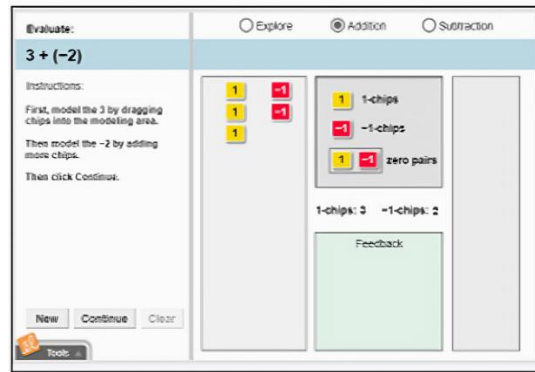 Evaluate:
Explore
Addition
Subtraction
3 + (−2)
Instructions:
First, model the 3 by dragging
chips into the modeling area.
Then model the −2 by adding
more chips.
Then click Continue.
1 −1
1 −1
1
1 1-chips
−1 −1-chips
1 −1 zero pairs
1-chips: 3 −1-chips: 2
Feedback
New Continue Clear
Tools